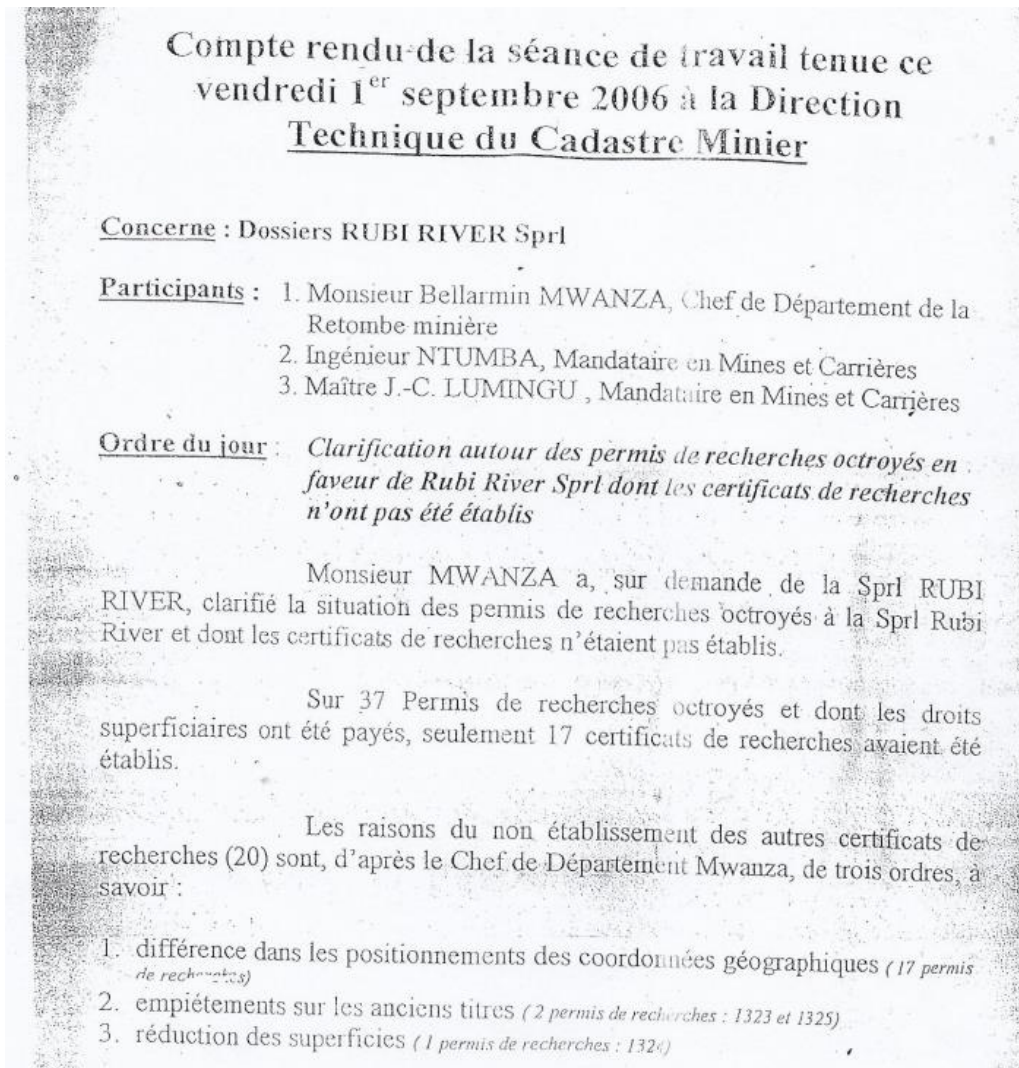 Compte rendu de la séance de travail tenue ce
vendredi 1er septembre 2006 à la Direction
Technique du Cadastre Minier
Concerne : Dossiers RUBI RIVER Sprl
Participants : 1. Monsieur Bellarmin MWANZA, Chef de Département de la
Retombe minière
2. Ingénieur NTUMBA, Mandataire en Mines et Carrières
3. Maître J.-C. LUMINGU , Mandataire en Mines et Carrières
Ordre du jour : Clarification autour des permis de recherches octroyés en
faveur de Rubi River Sprl dont les certificats de recherches
n'ont pas été établis
Monsieur MWANZA a, sur demande de la Sprl RUBI
RIVER, clarifié la situation des permis de recherches octroyés à la Sprl Rubi
River et dont les certificats de recherches n'étaient pas établis.
Sur 37 Permis de recherches octroyés et dont les droits
superficiaires ont été payés, seulement 17 certificats de recherches avaient été
établis.
Les raisons du non établissement des autres certificats de
recherches (20) sont, d'après le Chef de Département Mwanza, de trois ordres, à
savoir :
1. différence dans les positionnements des coordonnées géographiques (17 permis
de recherches)
2. empiétements sur les anciens titres (2 permis de recherches : 1323 et 1325)
3. réduction des superficies (1 permis de recherches :